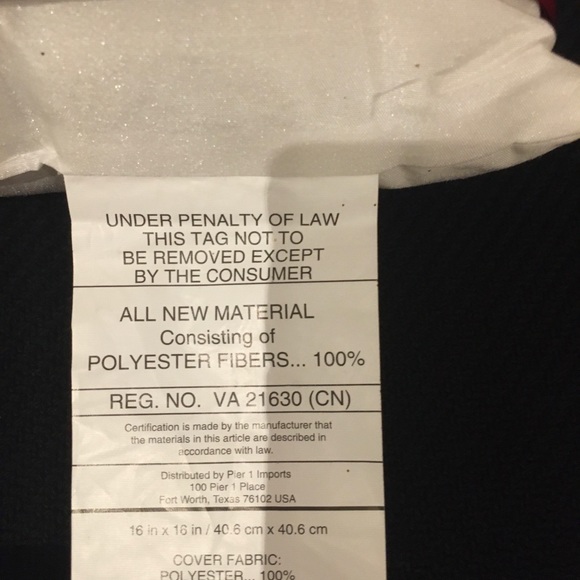 UNDER PENALTY OF LAW
THIS TAG NOT TO
BE REMOVED EXCEPT
BY THE CONSUMER
ALL NEW MATERIAL
Consisting of
POLYESTER FIBERS... 100%
REG. NO. VA 21630 (CN)
Certification is made by the manufacturer that
the materials in this article are described in
accordance with law.
Distributed by Pier 1 Imports
100 Pier 1 Place
Fort Worth, Texas 76102 USA
16 in x 16 in / 40.6 cm x 40.6 cm
COVER FABRIC:
POLYESTER... 100%